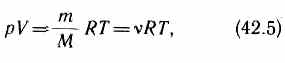 pV = m/M RT = νRT, (42.5)